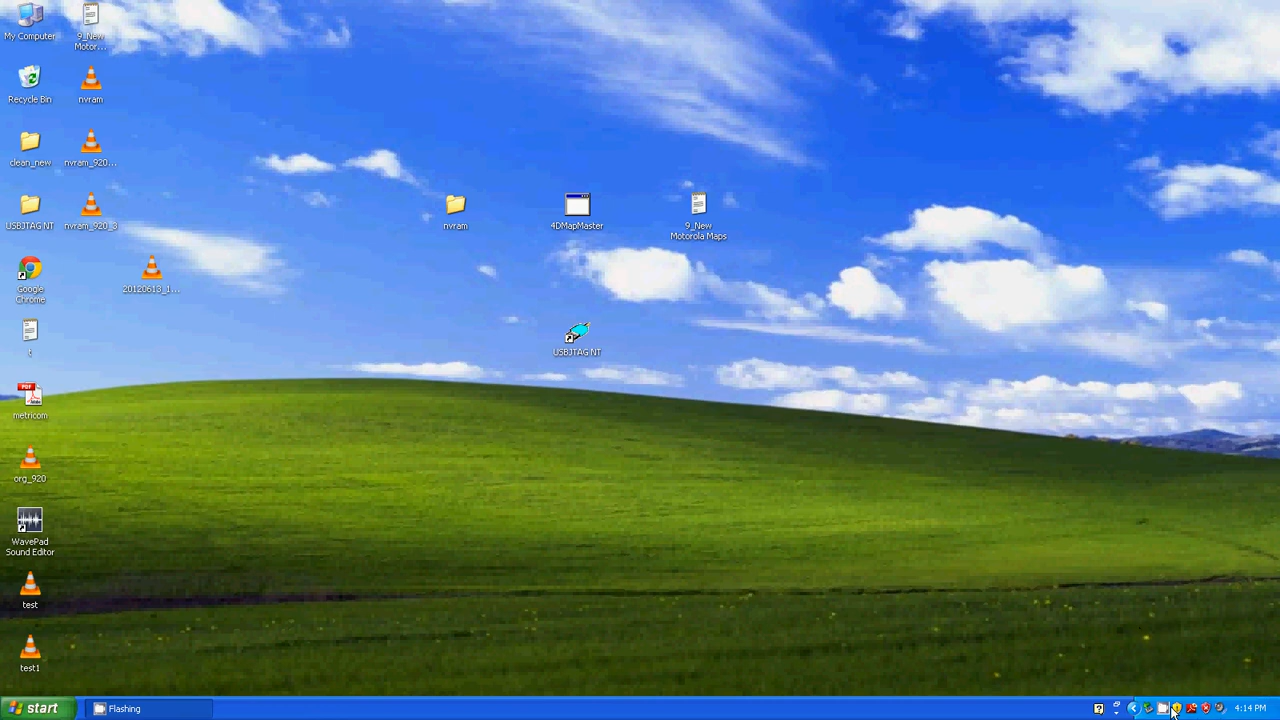 My Computer
9_New
Motor...
Recycle Bin
nvram
clean_new
nvram_920...
USBJTAG NT
nvram_920_3
nvram
4DMapMaster
9_New
Motorola Maps
Google
Chrome
20120613_1...
t
USBJTAG NT
PDF
metricom
org_920
WavePad
Sound Editor
test
test1
start
Flashing
?
4:14 PM